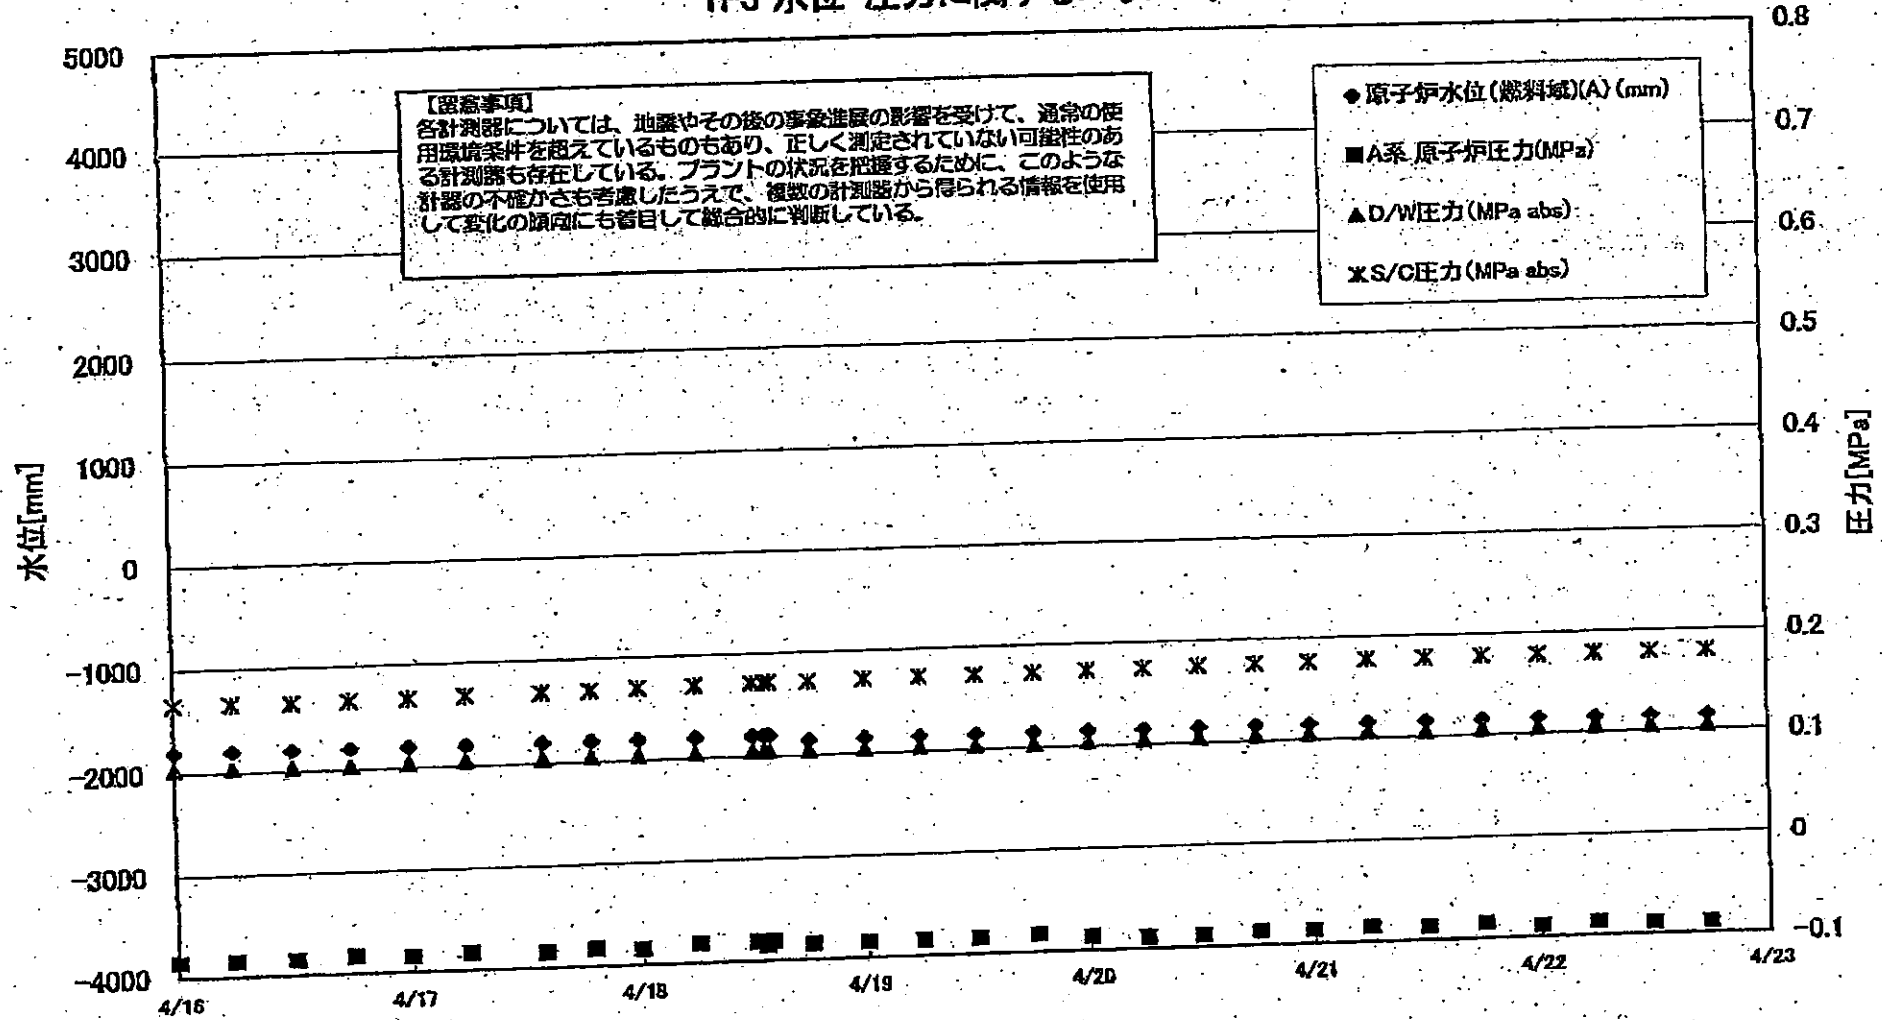 1F3 水位・圧力に関する
5000
4000
3000
2000
1000
0
-1000
-2000
-3000
-4000
水位[mm]
【留意事項】
各計測器については、地震やその後の事象進展の影響を受けて、通常の使
用環境条件を超えているものもあり、正しく測定されていない可能性のあ
る計測器も存在している。プラントの状況を把握するために、このような
計器の不確かさも考慮したうえで、複数の計測器から得られる情報を使用
して変化の傾向にも着目して総合的に判断している。
◆原子炉水位(燃料域)(A)(mm)
■A系 原子炉圧力(MPa)
▲D/W圧力(MPa abs)
S/C圧力(MPa abs)
0.8
0.7
0.6
0.5
0.4
0.3
0.2
0.1
0
-0.1
圧力[MPa]
4/16
4/17
4/18
4/19
4/20
4/21
4/22
4/23